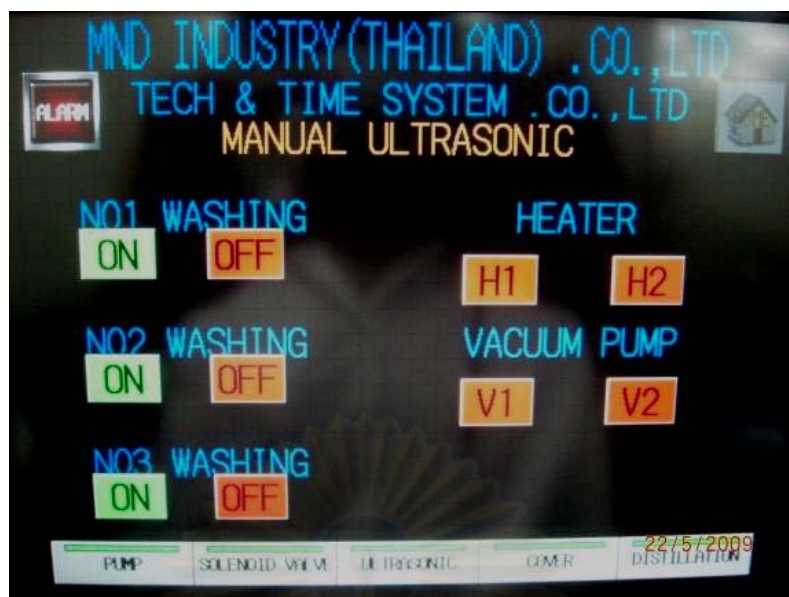 MND INDUSTRY(THAILAND) .CO.,LTD
ALARM
TECH & TIME SYSTEM .CO.,LTD
MANUAL ULTRASONIC
NO1 WASHING
ON OFF
HEATER
H1 H2
NO2 WASHING
ON OFF
VACUUM PUMP
V1 V2
NO3 WASHING
ON OFF
22/5/2009
PUMP SOLENOID VALVE ULTRASONIC COVER DISTILLATION